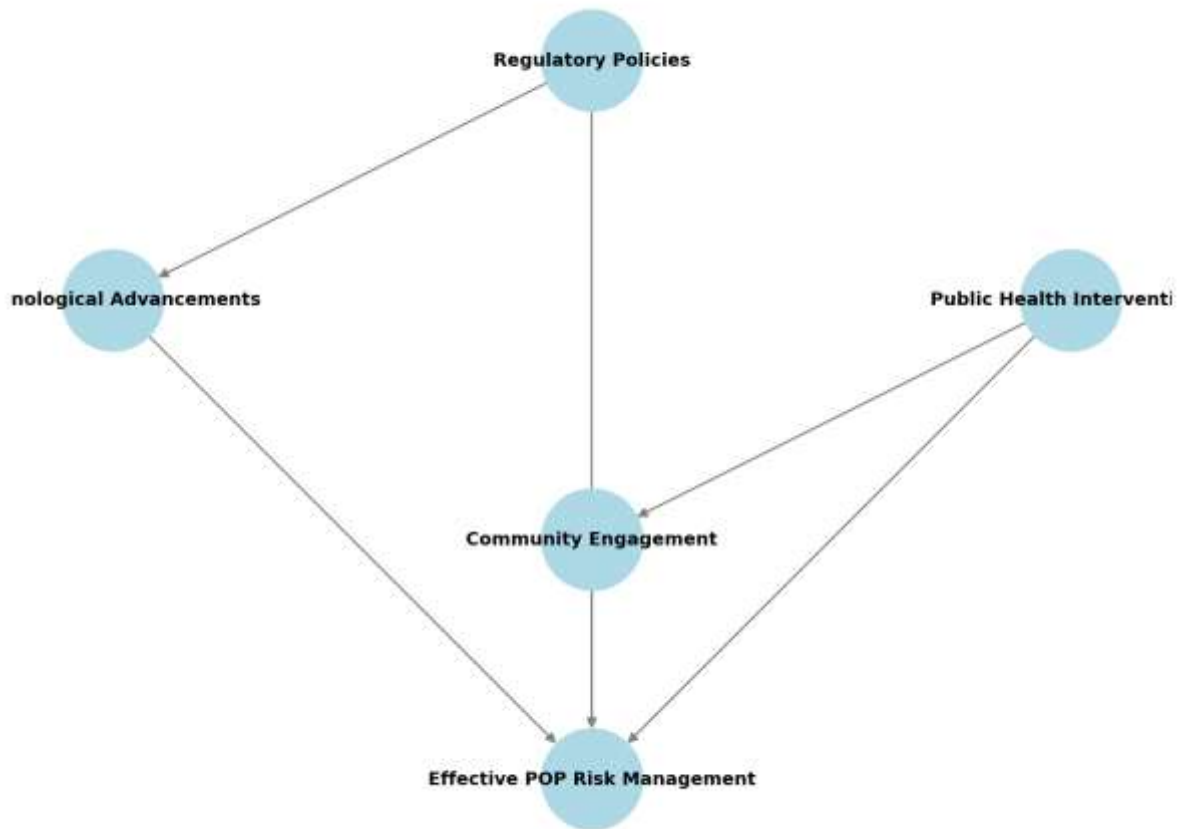 Regulatory Policies
nological Advancements
Public Health Interventi
Community Engagement
Effective POP Risk Management